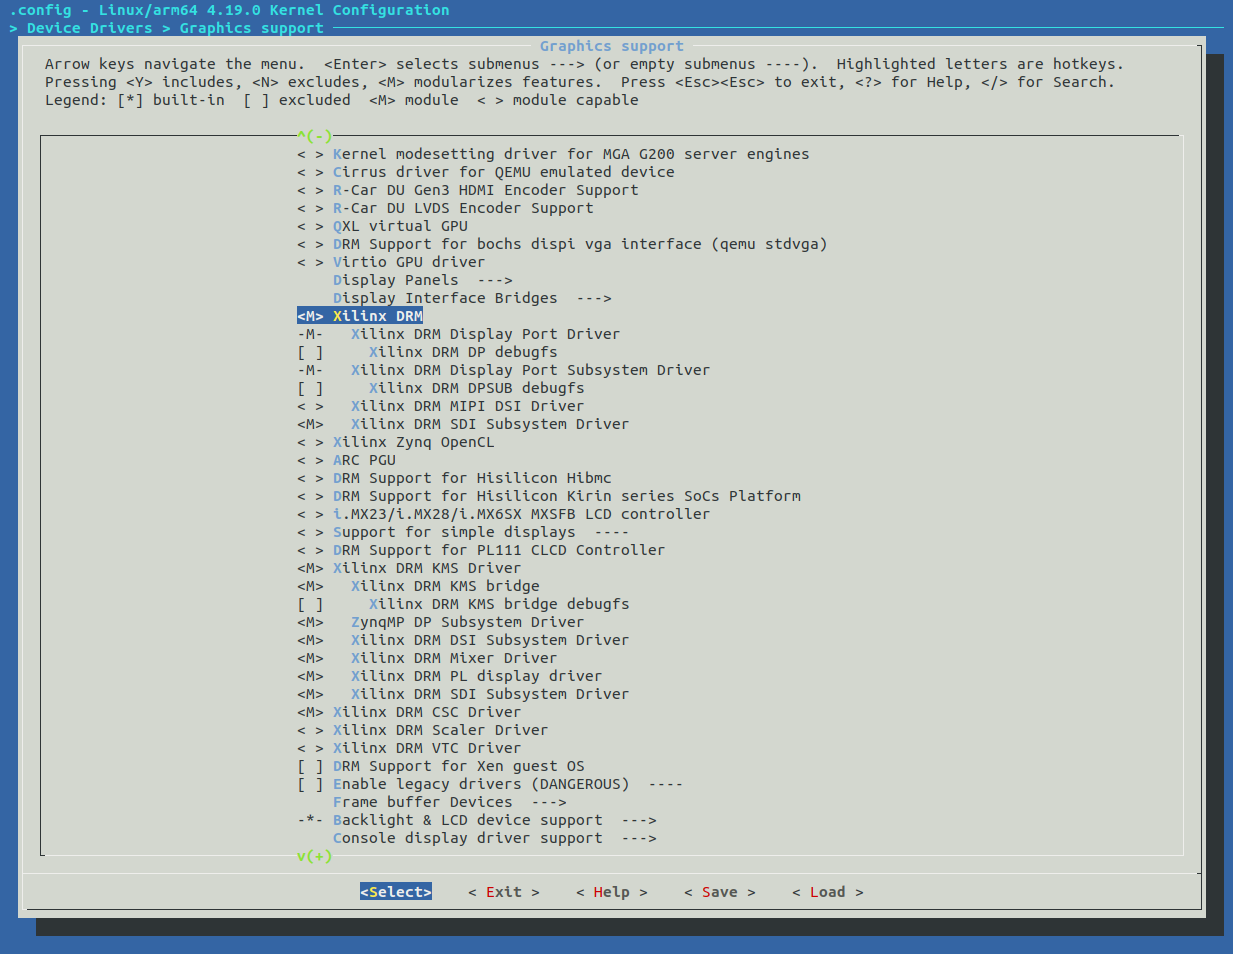 .config - Linux/arm64 4.19.0 Kernel Configuration
> Device Drivers > Graphics support
Graphics support
Arrow keys navigate the menu.  <Enter> selects submenus ---> (or empty submenus ----).  Highlighted letters are hotkeys.
Pressing <Y> includes, <N> excludes, <M> modularizes features.  Press <Esc><Esc> to exit, <?> for Help, </> for Search.
Legend: [*] built-in  [ ] excluded  <M> module  < > module capable
^(-)
< > Kernel modesetting driver for MGA G200 server engines
< > Cirrus driver for QEMU emulated device
< > R-Car DU Gen3 HDMI Encoder Support
< > R-Car DU LVDS Encoder Support
< > QXL virtual GPU
< > DRM Support for bochs dispi vga interface (qemu stdvga)
< > Virtio GPU driver
Display Panels  --->
Display Interface Bridges  --->
<M> Xilinx DRM
-M-   Xilinx DRM Display Port Driver
[ ]     Xilinx DRM DP debugfs
-M-   Xilinx DRM Display Port Subsystem Driver
[ ]     Xilinx DRM DPSUB debugfs
< >   Xilinx DRM MIPI DSI Driver
<M>   Xilinx DRM SDI Subsystem Driver
< > Xilinx Zynq OpenCL
< > ARC PGU
< > DRM Support for Hisilicon Hibmc
< > DRM Support for Hisilicon Kirin series SoCs Platform
< > i.MX23/i.MX28/i.MX6SX MXSFB LCD controller
< > Support for simple displays  ----
< > DRM Support for PL111 CLCD Controller
<M> Xilinx DRM KMS Driver
<M>   Xilinx DRM KMS bridge
[ ]     Xilinx DRM KMS bridge debugfs
<M>   ZynqMP DP Subsystem Driver
<M>   Xilinx DRM DSI Subsystem Driver
<M>   Xilinx DRM Mixer Driver
<M>   Xilinx DRM PL display driver
<M>   Xilinx DRM SDI Subsystem Driver
<M> Xilinx DRM CSC Driver
< > Xilinx DRM Scaler Driver
< > Xilinx DRM VTC Driver
[ ] DRM Support for Xen guest OS
[ ] Enable legacy drivers (DANGEROUS)  ----
Frame buffer Devices  --->
-*- Backlight & LCD device support  --->
Console display driver support  --->
v(+)
<Select>    < Exit >    < Help >    < Save >    < Load >